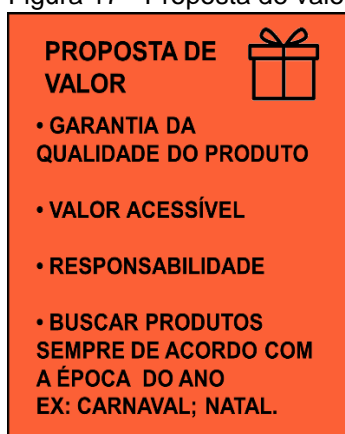 Figura 17 - Proposta de valo
PROPOSTA DE
VALOR
• GARANTIA DA
QUALIDADE DO PRODUTO
• VALOR ACESSÍVEL
• RESPONSABILIDADE
• BUSCAR PRODUTOS
SEMPRE DE ACORDO COM
A ÉPOCA DO ANO
EX: CARNAVAL; NATAL.